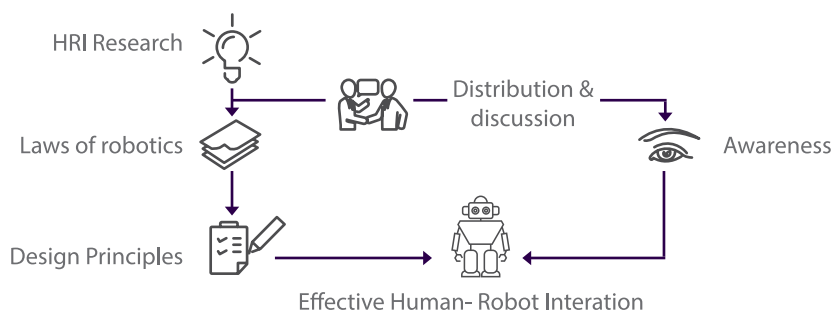 HRI Research
Distribution &
discussion
Laws of robotics
Awareness
Design Principles
Effective Human- Robot Interation